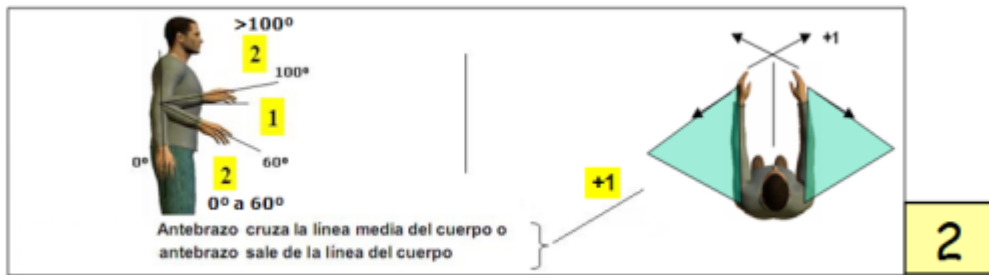 >100º
2
100º
1
0º
60º
2
0º a 60º
Antebrazo cruza la línea media del cuerpo o
antebrazo sale de la línea del cuerpo
+1
+1
2